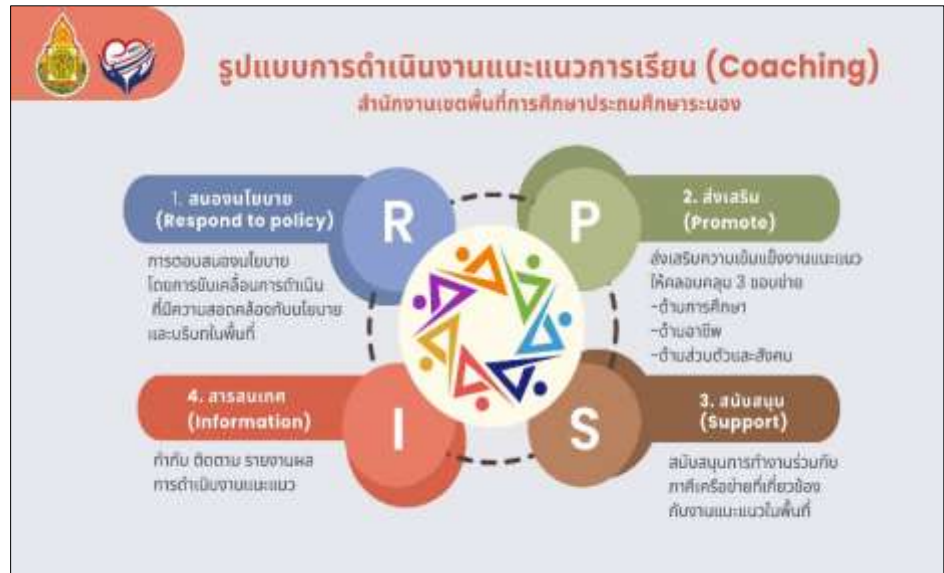 รูปแบบการดำเนินงานแนะแนวการเรียน (Coaching)
สำนักงานเขตพื้นที่การศึกษาประถมศึกษาระนอง
1. สนองนโยบาย
(Respond to policy)
R
การตอบสนองนโยบาย
โดยการขับเคลื่อนการดำเนิน
ที่มีความสอดคล้องกับนโยบาย
และบริบทในพื้นที่
P
2. ส่งเสริม
(Promote)
ส่งเสริมความเข้มแข็งงานแนะแนว
ให้ครอบคลุม 3 ขอบข่าย
-ด้านการศึกษา
-ด้านอาชีพ
-ด้านส่วนตัวและสังคม
S
3. สนับสนุน
(Support)
สนับสนุนการทำงานร่วมกับ
ภาคีเครือข่ายที่เกี่ยวข้อง
กับงานแนะแนวในพื้นที่
4. สารสนเทศ
(Information)
I
กำกับ ติดตาม รายงานผล
การดำเนินงานแนะแนว